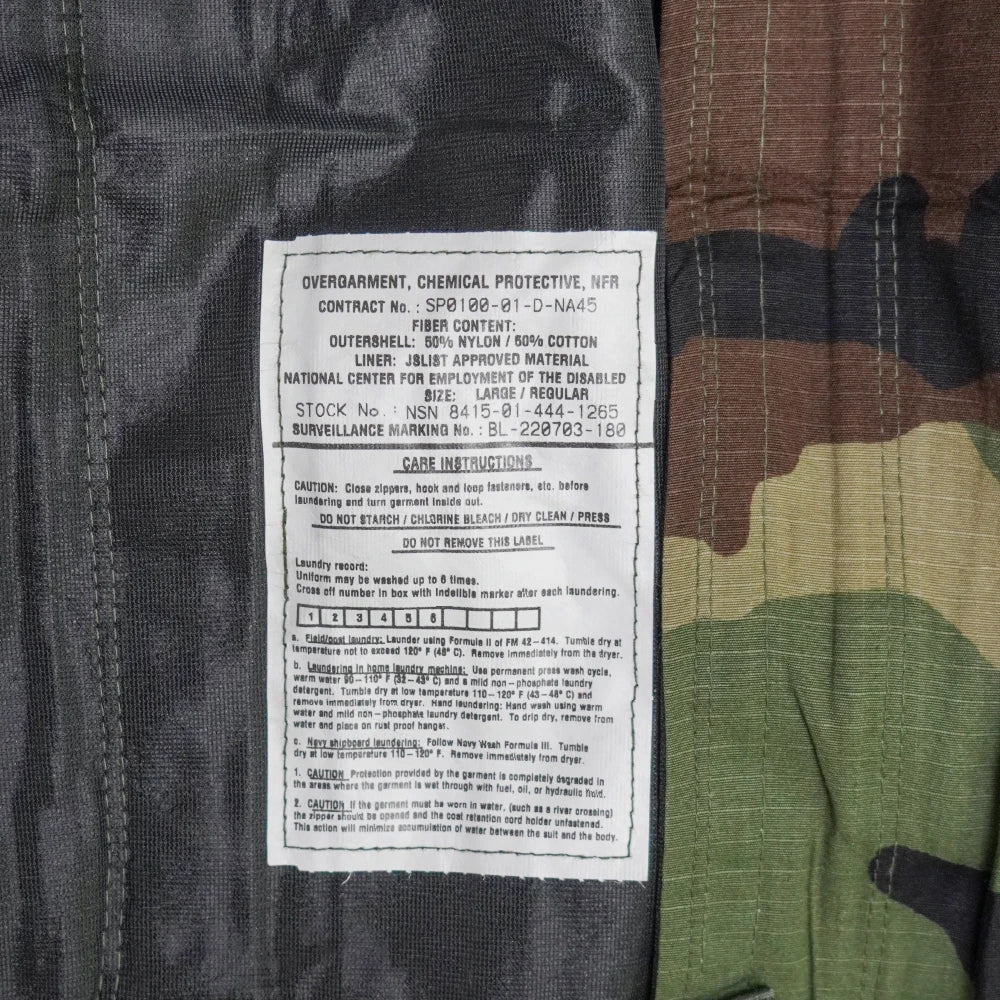 OVERGARMENT, CHEMICAL PROTECTIVE, NFR
CONTRACT No.: SP0100-01-D-NA45
FIBER CONTENT:
OUTERSHELL: 50% NYLON / 50% COTTON
LINER: JSLIST APPROVED MATERIAL
NATIONAL CENTER FOR EMPLOYMENT OF THE DISABLED
SIZE: LARGE / REGULAR
STOCK No.: NSN 8415-01-444-1265
SURVEILLANCE MARKING No.: BL-220703-180
CARE INSTRUCTIONS
CAUTION: Close zippers, hook and loop fasteners, etc. before
laundering and turn garment inside out.
DO NOT STARCH / CHLORINE BLEACH / DRY CLEAN / PRESS
DO NOT REMOVE THIS LABEL
Laundry record:
Uniform may be washed up to 6 times.
Cross off number in box with indelible marker after each laundering.
1 2 3 4 5 6
a. Field/post laundry: Launder using Formula II of FM 42-414. Tumble dry at
temperature not to exceed 120° F (48° C). Remove immediately from the dryer.
b. Laundering in home laundry machine: Use permanent press wash cycle,
warm water 90-110° F (32-43° C) and a mild non-phosphate laundry
detergent. Tumble dry at low temperature 110-120° F (43-48° C) and
remove immediately from dryer. Hand laundering: Hand wash using warm
water and mild non-phosphate laundry detergent. To drip dry, remove from
water and place on rust proof hanger.
c. Navy shipboard laundering: Follow Navy Wash Formula III. Tumble
dry at low temperature 110-120° F. Remove immediately from dryer.
1. CAUTION Protection provided by the garment is completely degraded in
the areas where the garment is wet through with fuel, oil, or hydraulic fluid.
2. CAUTION If the garment must be worn in water, (such as a river crossing)
the zipper should be opened and the coat retention cord holder unfastened.
This action will minimize accumulation of water between the suit and the body.